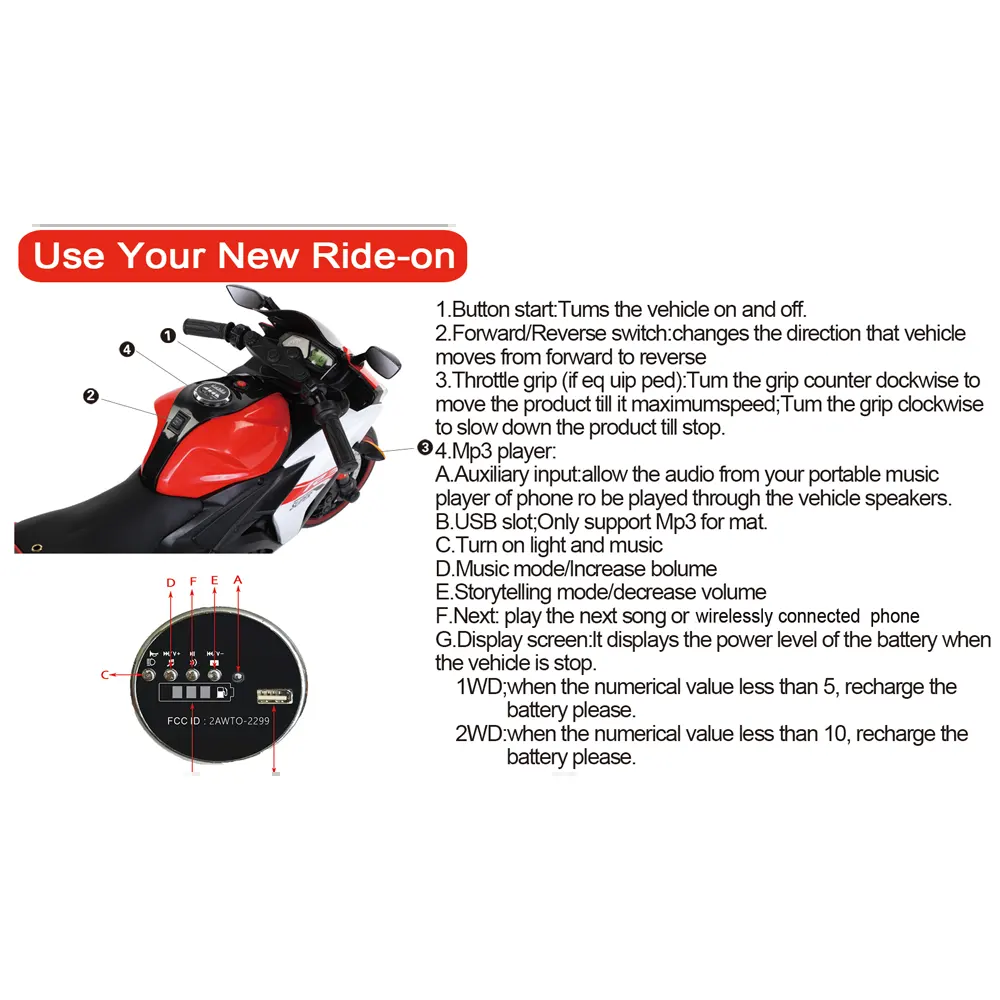 Use Your New Ride-on
1
4
2
3
1.Button start:Tums the vehicle on and off.
2.Forward/Reverse switch:changes the direction that vehicle
moves from forward to reverse
3.Throttle grip (if eq uip ped):Tum the grip counter dockwise to
move the product till it maximumspeed;Tum the grip clockwise
to slow down the product till stop.
4.Mp3 player:
A.Auxiliary input:allow the audio from your portable music
player of phone ro be played through the vehicle speakers.
B.USB slot;Only support Mp3 for mat.
C.Turn on light and music
D.Music mode/Increase bolume
E.Storytelling mode/decrease volume
F.Next: play the next song or wirelessly connected phone
G.Display screen:It displays the power level of the battery when
the vehicle is stop.
1WD;when the numerical value less than 5, recharge the
battery please.
2WD:when the numerical value less than 10, recharge the
battery please.
D F E A
V+ V−
C
FCC ID : 2AWTO-2299